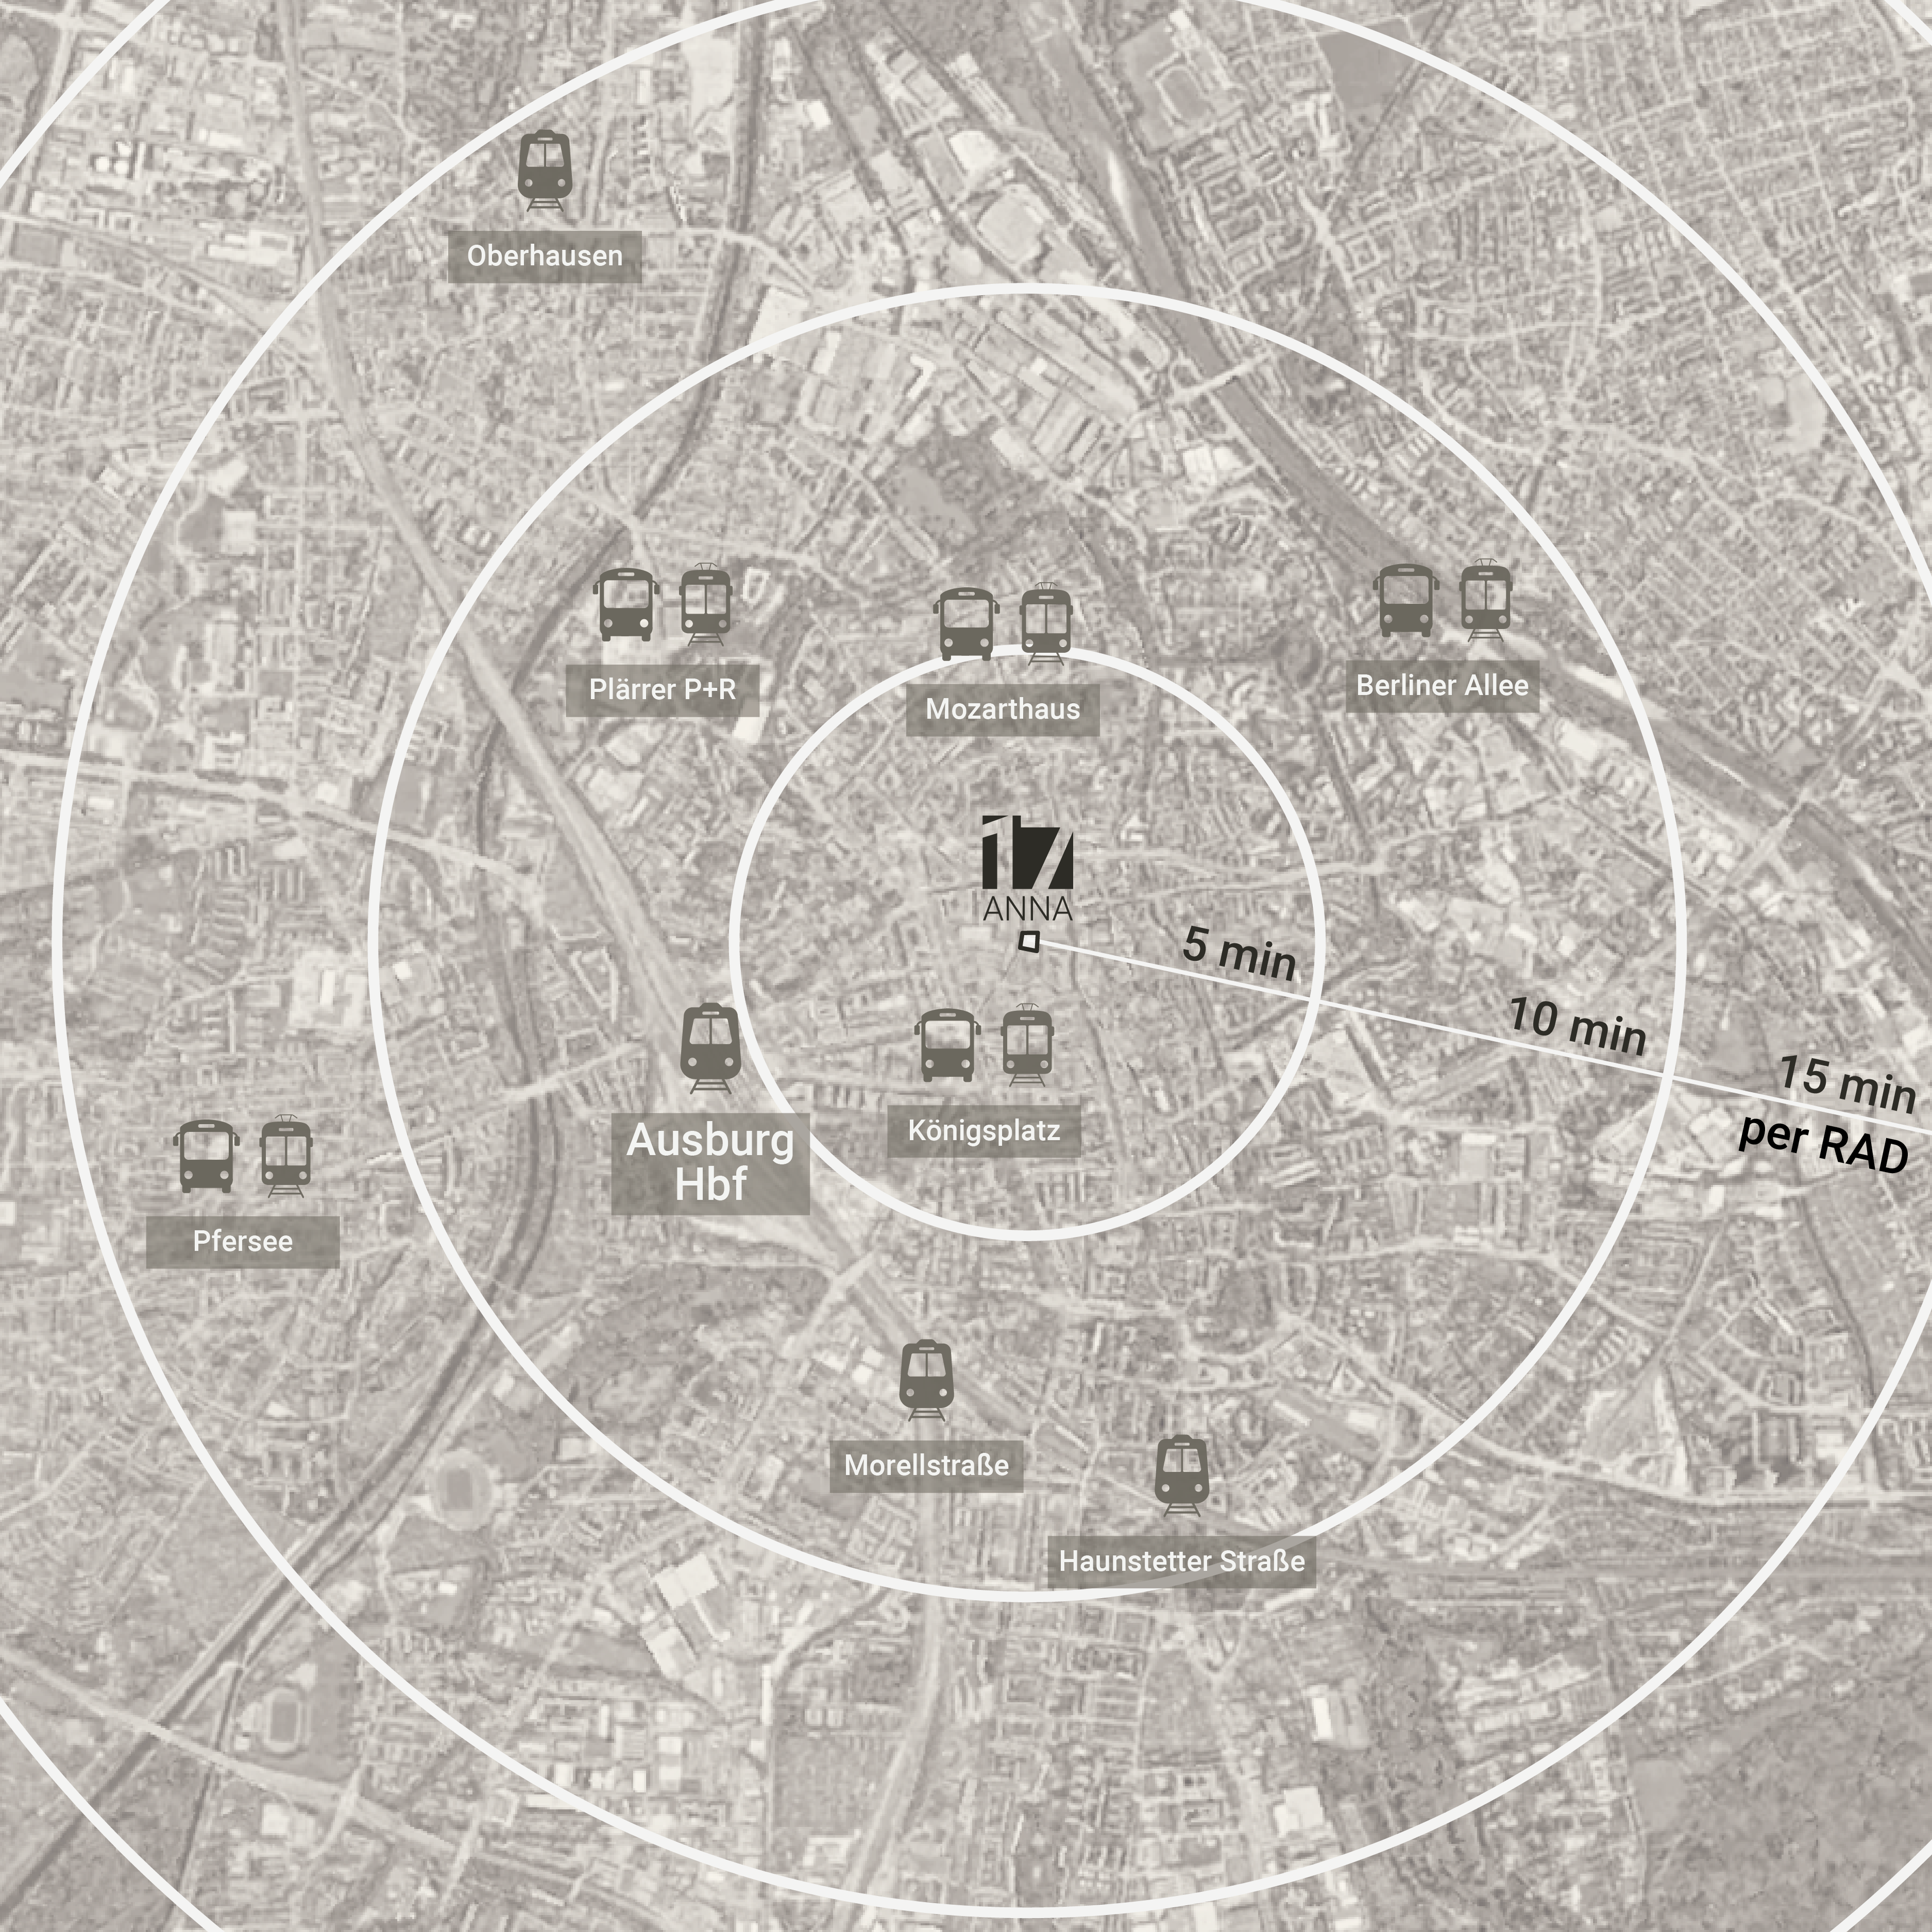 Oberhausen
Plärrer P+R
Mozarthaus
Berliner Allee
17
ANNA
5 min
10 min
15 min
per RAD
Ausburg
Hbf
Königsplatz
Pfersee
Morellstraße
Haunstetter Straße